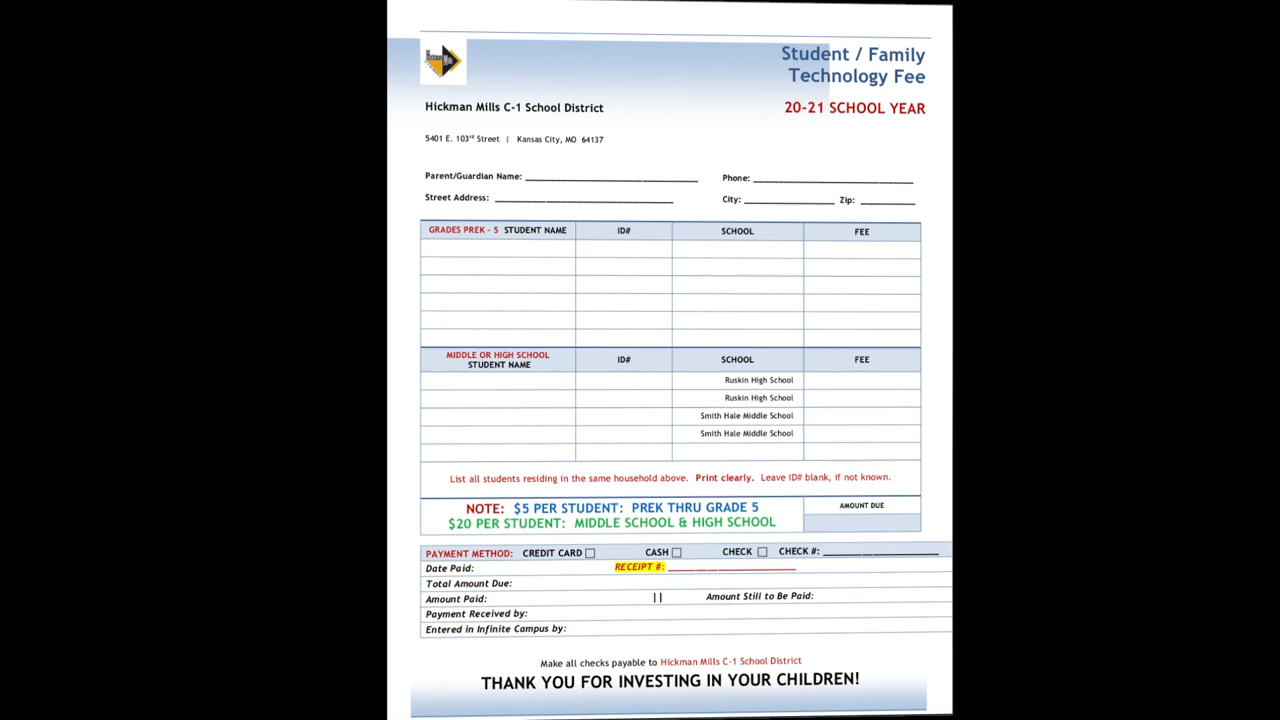 Hickman Mills
Student / Family
Technology Fee
Hickman Mills C-1 School District
20-21 SCHOOL YEAR
5401 E. 103rd Street | Kansas City, MO 64137
Parent/Guardian Name: Phone:
Street Address: City: Zip:
GRADES PREK - 5 STUDENT NAME ID# SCHOOL FEE
MIDDLE OR HIGH SCHOOL
STUDENT NAME ID# SCHOOL FEE
Ruskin High School
Ruskin High School
Smith Hale Middle School
Smith Hale Middle School
List all students residing in the same household above. Print clearly. Leave ID# blank, if not known.
NOTE: $5 PER STUDENT: PREK THRU GRADE 5
$20 PER STUDENT: MIDDLE SCHOOL & HIGH SCHOOL
AMOUNT DUE
PAYMENT METHOD: CREDIT CARD ☐ CASH ☐ CHECK ☐ CHECK #:
Date Paid: RECEIPT #:
Total Amount Due:
Amount Paid: || Amount Still to Be Paid:
Payment Received by:
Entered in Infinite Campus by:
Make all checks payable to Hickman Mills C-1 School District
THANK YOU FOR INVESTING IN YOUR CHILDREN!